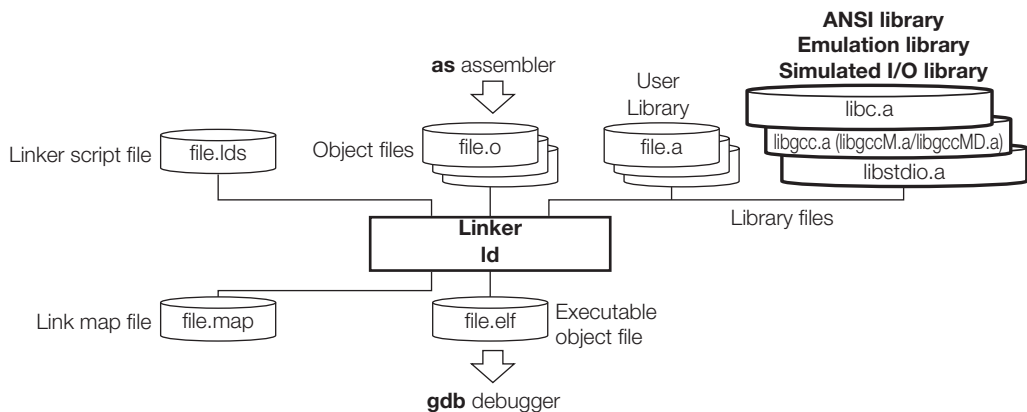 ANSI library
Emulation library
Simulated I/O library
as assembler
User
Library
libc.a
Linker script file
file.lds
Object files
file.o
file.a
libgcc.a (libgccM.a/libgccMD.a)
libstdio.a
Library files
Linker
ld
Link map file
file.map
file.elf
Executable
object file
gdb debugger